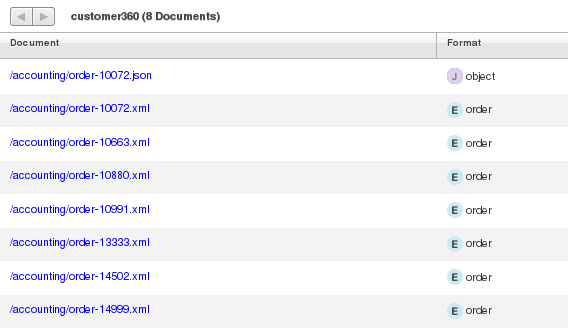 customer360 (8 Documents)
Document Format
/accounting/order-10072.json J object
/accounting/order-10072.xml E order
/accounting/order-10663.xml E order
/accounting/order-10880.xml E order
/accounting/order-10991.xml E order
/accounting/order-13333.xml E order
/accounting/order-14502.xml E order
/accounting/order-14999.xml E order